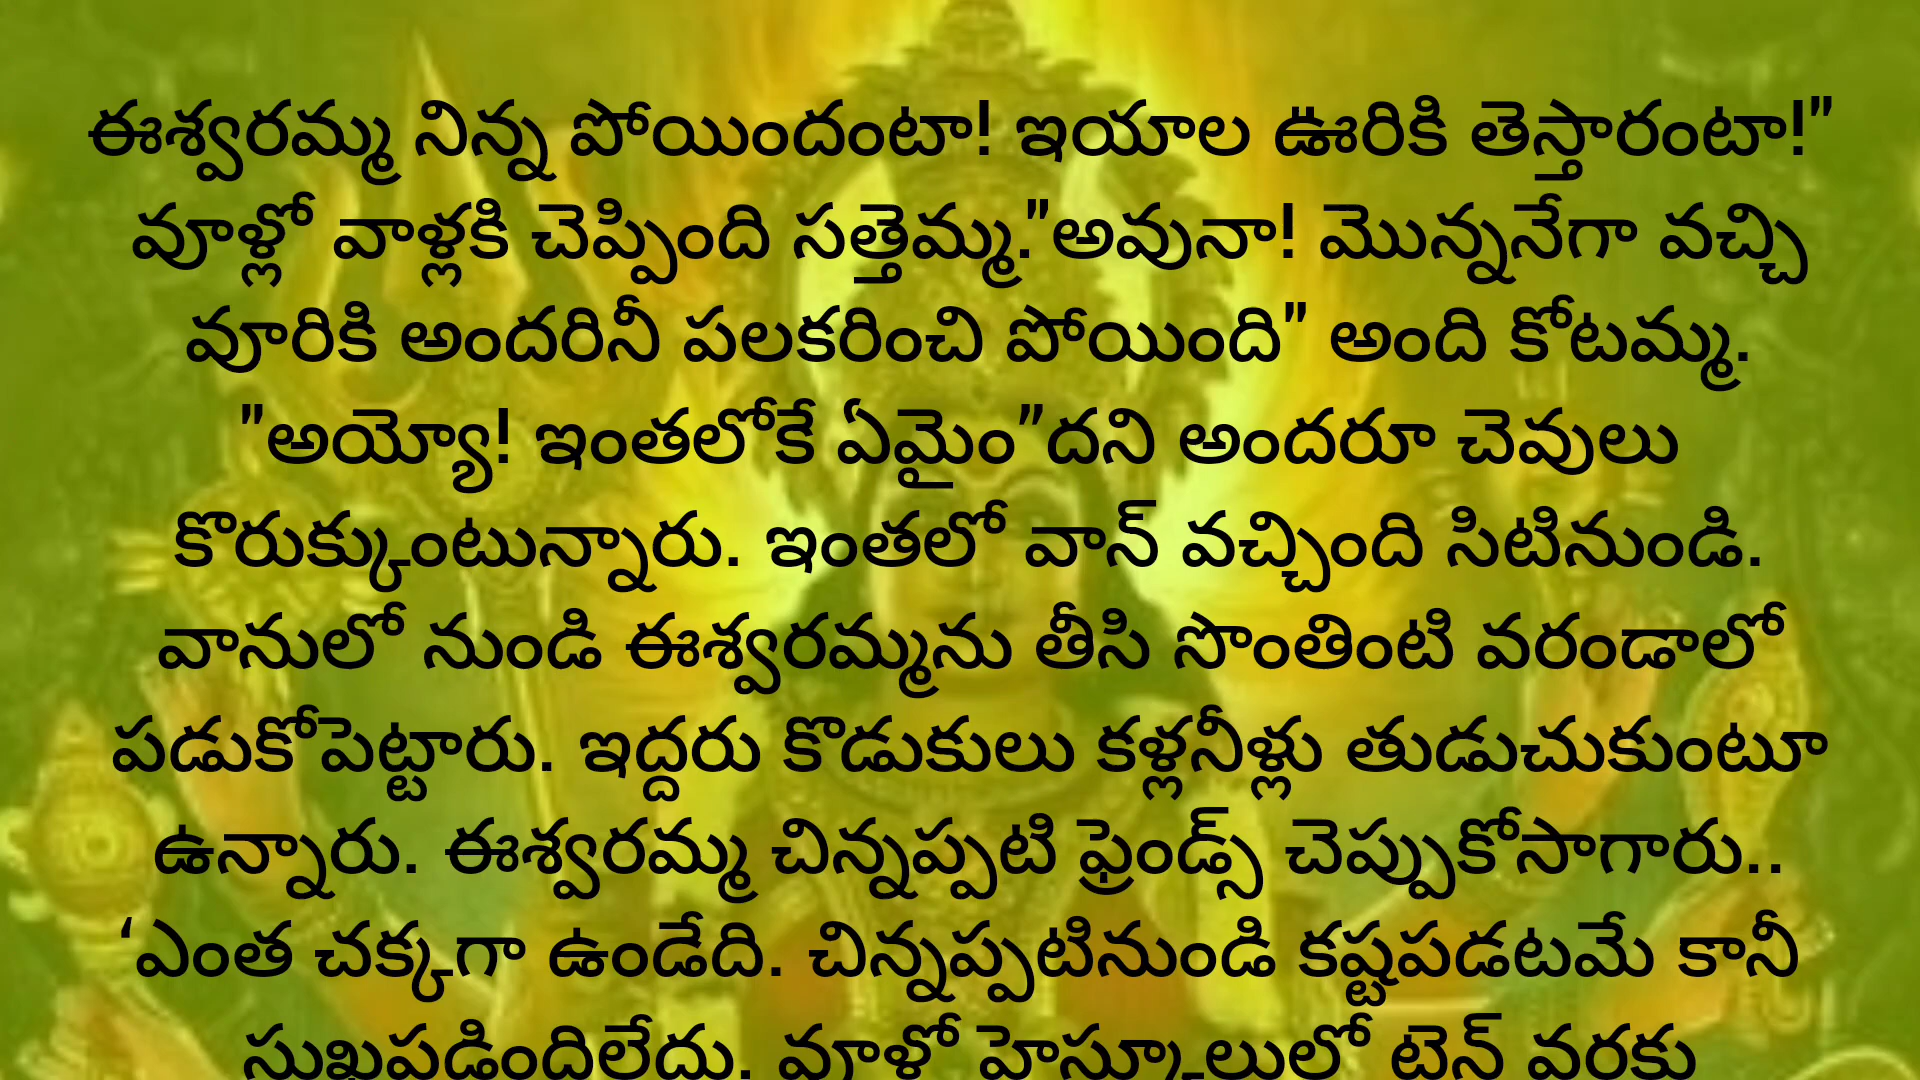 ఈశ్వరమ్మ నిన్న పోయిందంటా! ఇయాల ఊరికి తెస్తారంటా!"
వూళ్లో వాళ్లకి చెప్పింది సత్తెమ్మ."అవునా! మొన్ననేగా వచ్చి
వూరికి అందరినీ పలకరించి పోయింది" అంది కోటమ్మ.
"అయ్యో! ఇంతలోకే ఏమైం"దని అందరూ చెవులు
కొరుక్కుంటున్నారు. ఇంతలో వాన్ వచ్చింది సిటినుండి.
వానులో నుండి ఈశ్వరమ్మను తీసి సొంతింటి వరండాలో
పడుకోపెట్టారు. ఇద్దరు కొడుకులు కళ్లనీళ్లు తుడుచుకుంటూ
ఉన్నారు. ఈశ్వరమ్మ చిన్నప్పటి ఫ్రెండ్స్ చెప్పుకోసాగారు..
‘ఎంత చక్కగా ఉండేది. చిన్నప్పటినుండి కష్టపడటమే కానీ
సుఖపడిందిలేదు. వూళ్లో హైస్కూలులో టెన్ వరకు